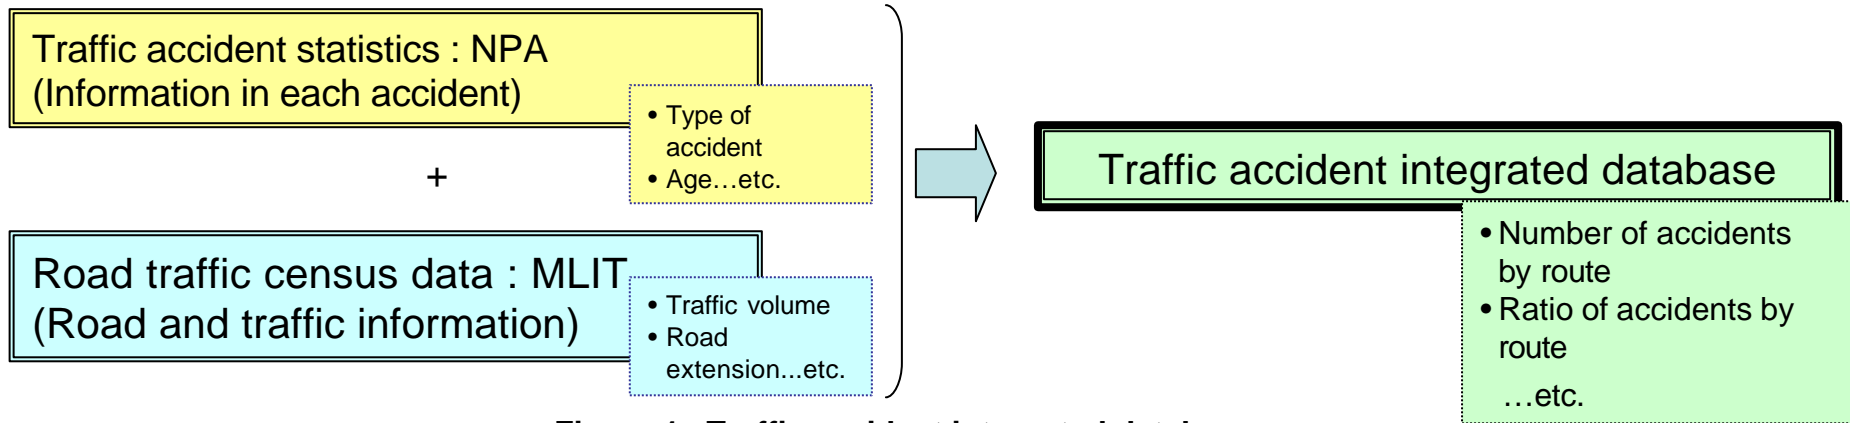 Traffic accident statistics : NPA
(Information in each accident)
• Type of
accident
• Age…etc.
+
Road traffic census data : MLIT
(Road and traffic information)
• Traffic volume
• Road
extension...etc.
Traffic accident integrated database
• Number of accidents
by route
• Ratio of accidents by
route
…etc.